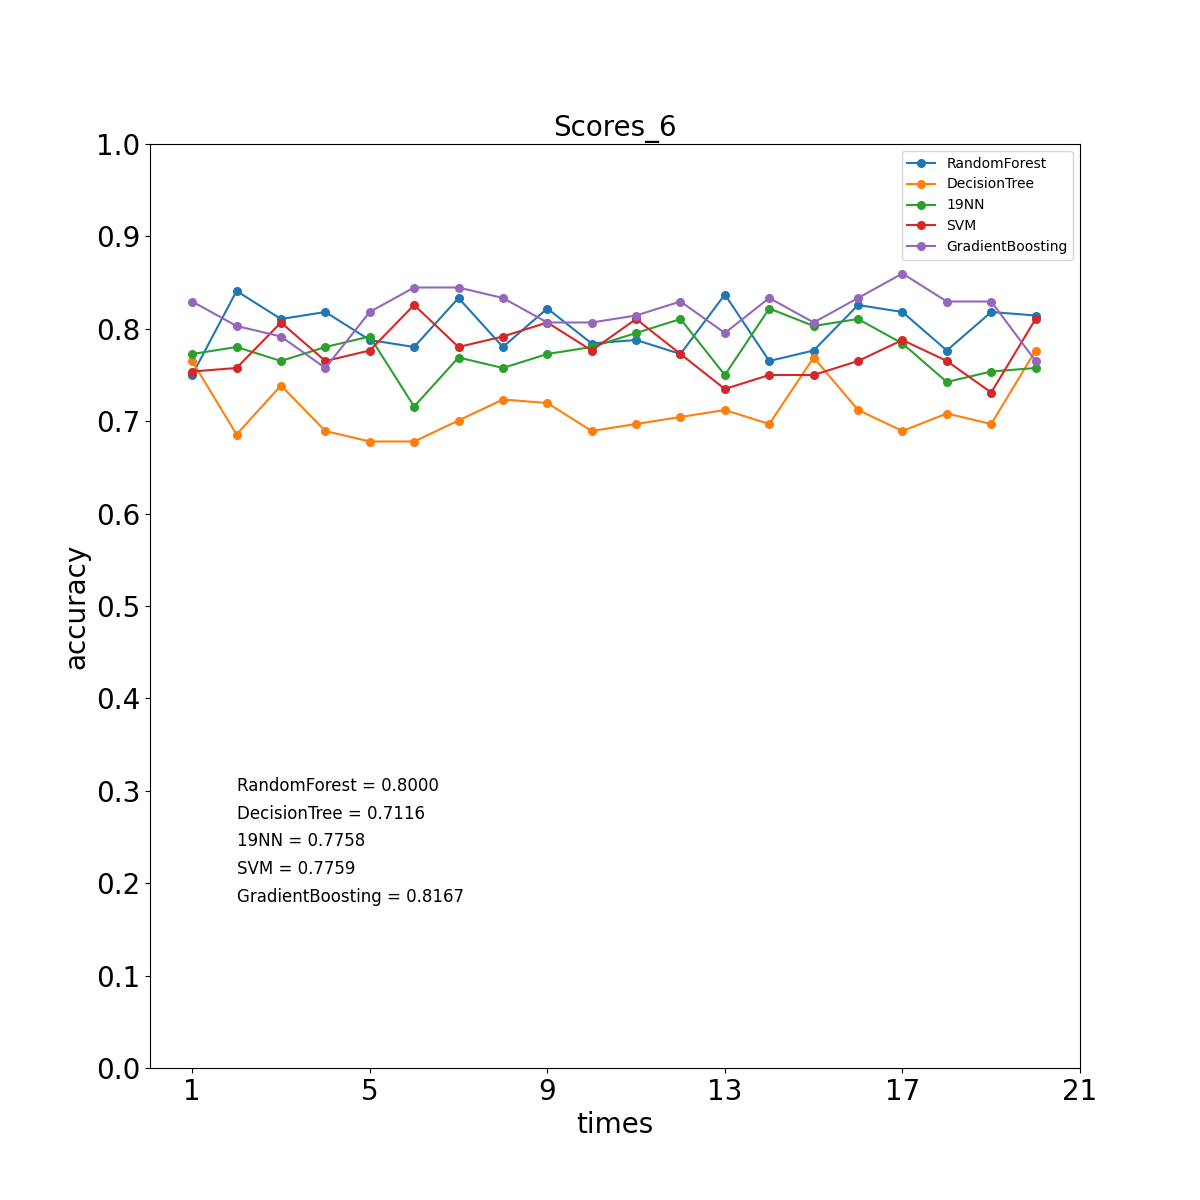 Scores_6
1.0
0.9
0.8
0.7
0.6
0.5
0.4
0.3
0.2
0.1
0.0
accuracy
RandomForest
DecisionTree
19NN
SVM
GradientBoosting
RandomForest = 0.8000
DecisionTree = 0.7116
19NN = 0.7758
SVM = 0.7759
GradientBoosting = 0.8167
1 5 9 13 17 21
times